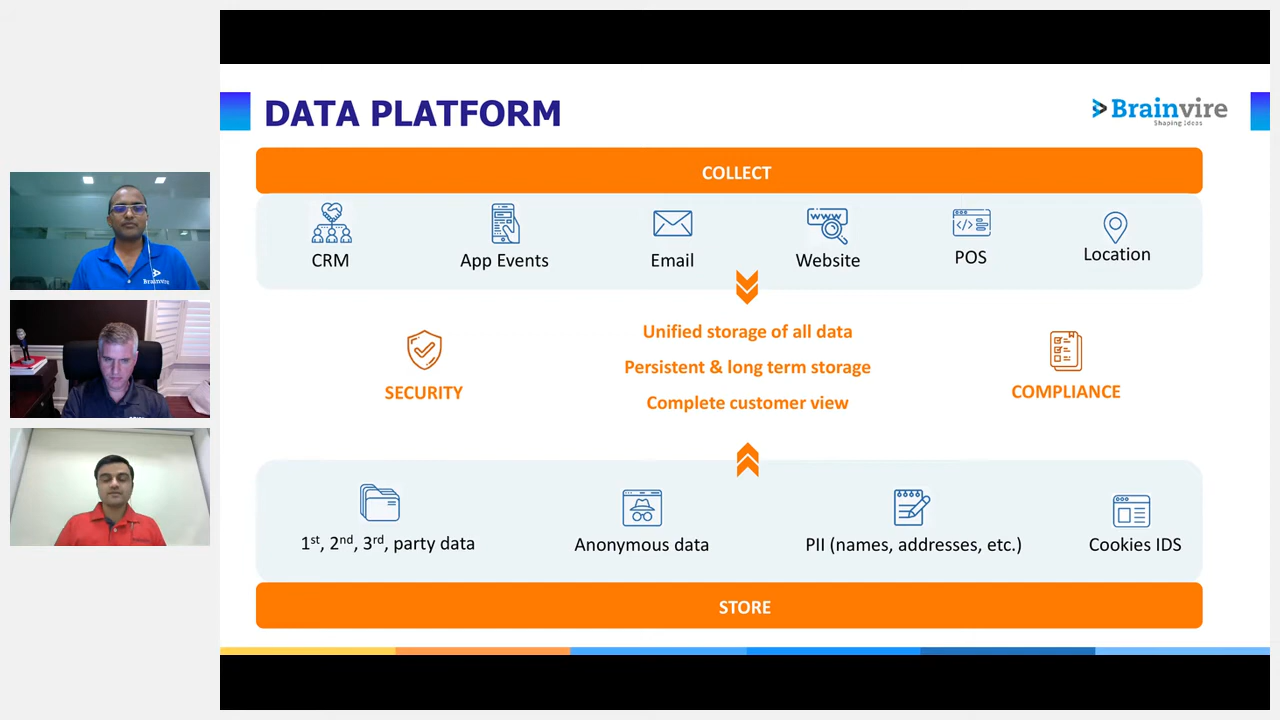 DATA PLATFORM
Brainvire
Shaping Ideas
COLLECT
CRM
App Events
Email
www
Website
</>
POS
Location
Unified storage of all data
Persistent & long term storage
Complete customer view
SECURITY
COMPLIANCE
1st, 2nd, 3rd, party data
Anonymous data
PII (names, addresses, etc.)
Cookies IDS
STORE
Brainvire